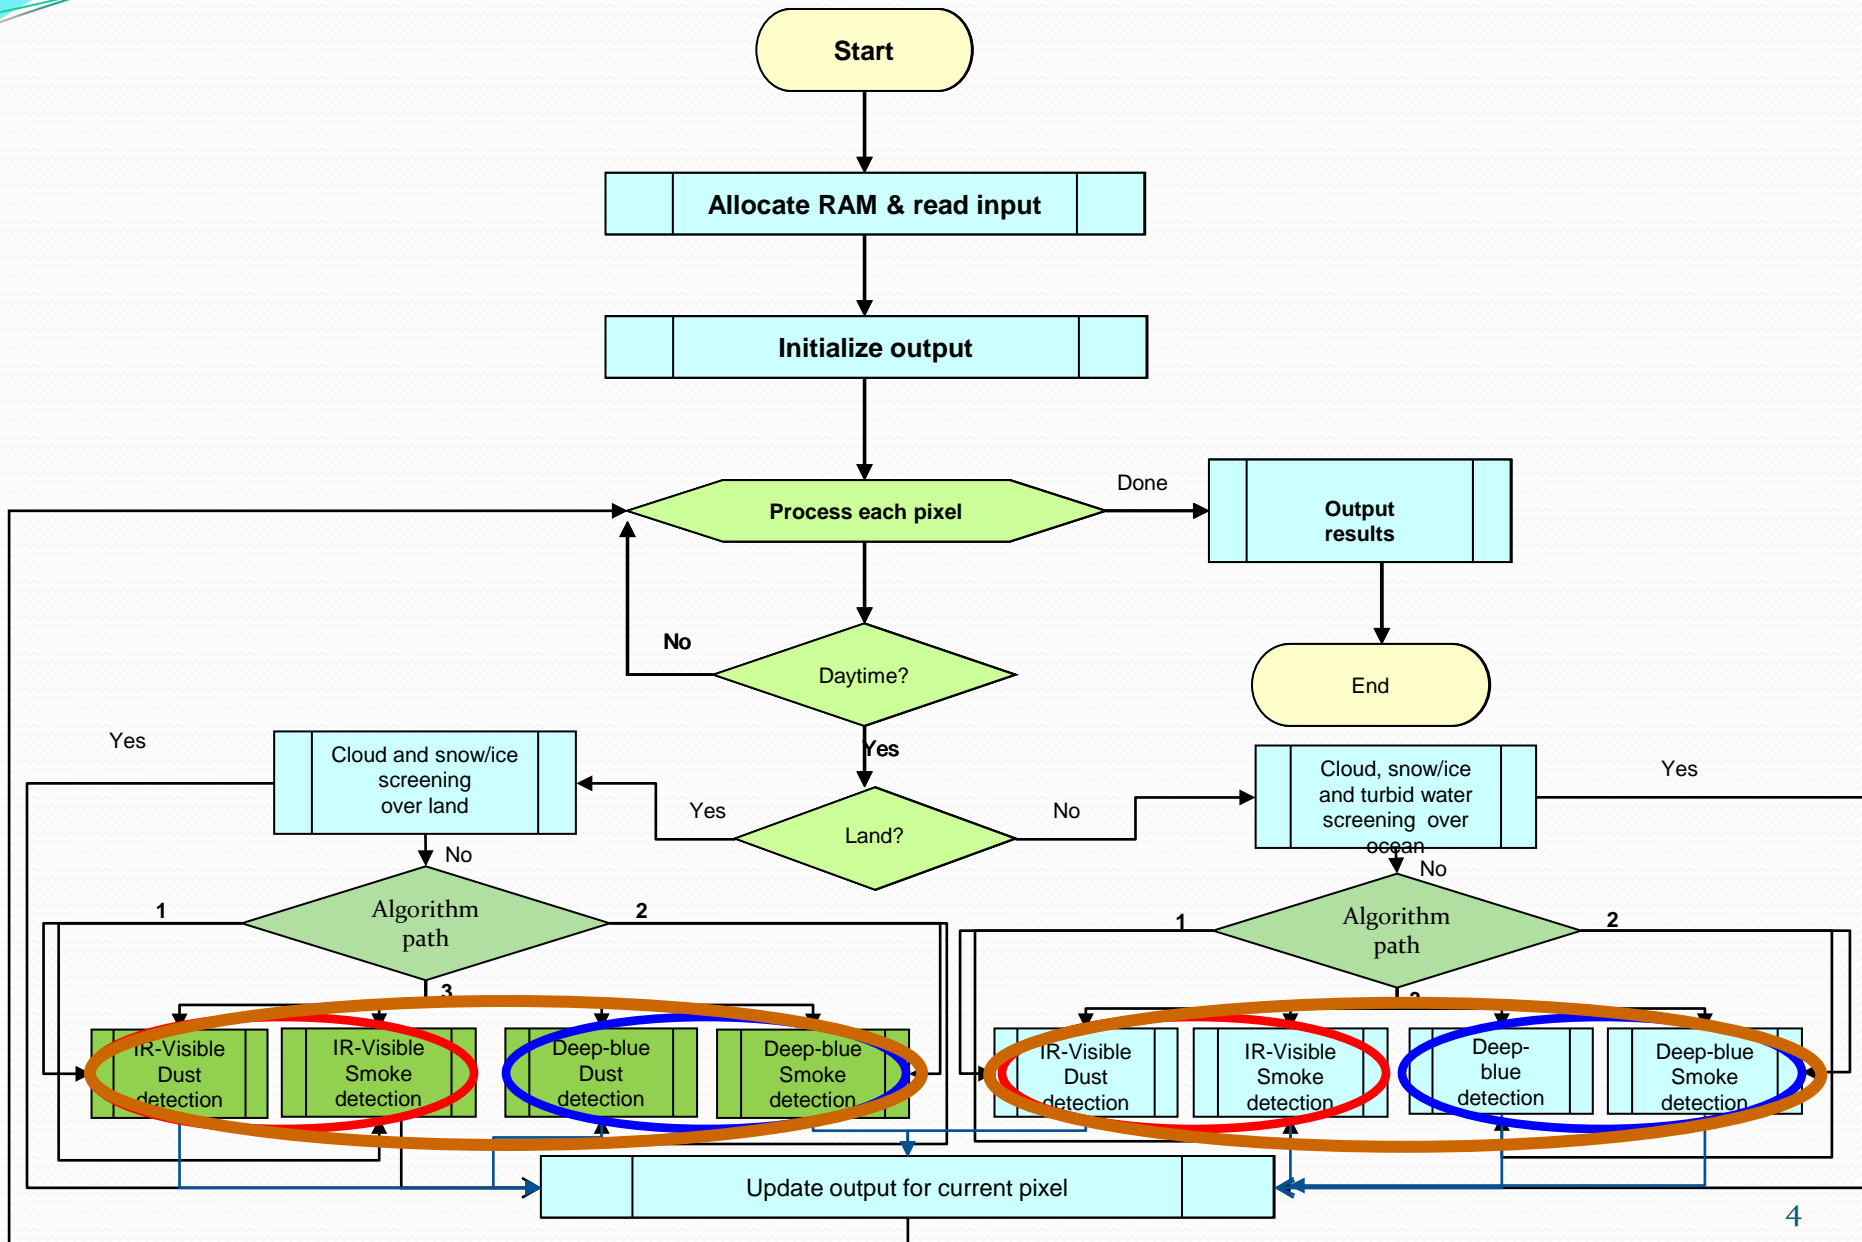 Start
Allocate RAM & read input
Initialize output
Process each pixel
Done
Output
results
No
Daytime?
End
Yes
Yes
Cloud and snow/ice
screening
over land
Yes
Land?
No
Cloud, snow/ice
and turbid water
screening over
ocean
Yes
No
No
1
Algorithm
path
2
3
1
Algorithm
path
2
IR-Visible
Dust
detection
IR-Visible
Smoke
detection
Deep-blue
Dust
detection
Deep-blue
Smoke
detection
IR-Visible
Dust
detection
IR-Visible
Smoke
detection
Deep-
blue
detection
Deep-blue
Smoke
detection
Update output for current pixel
4